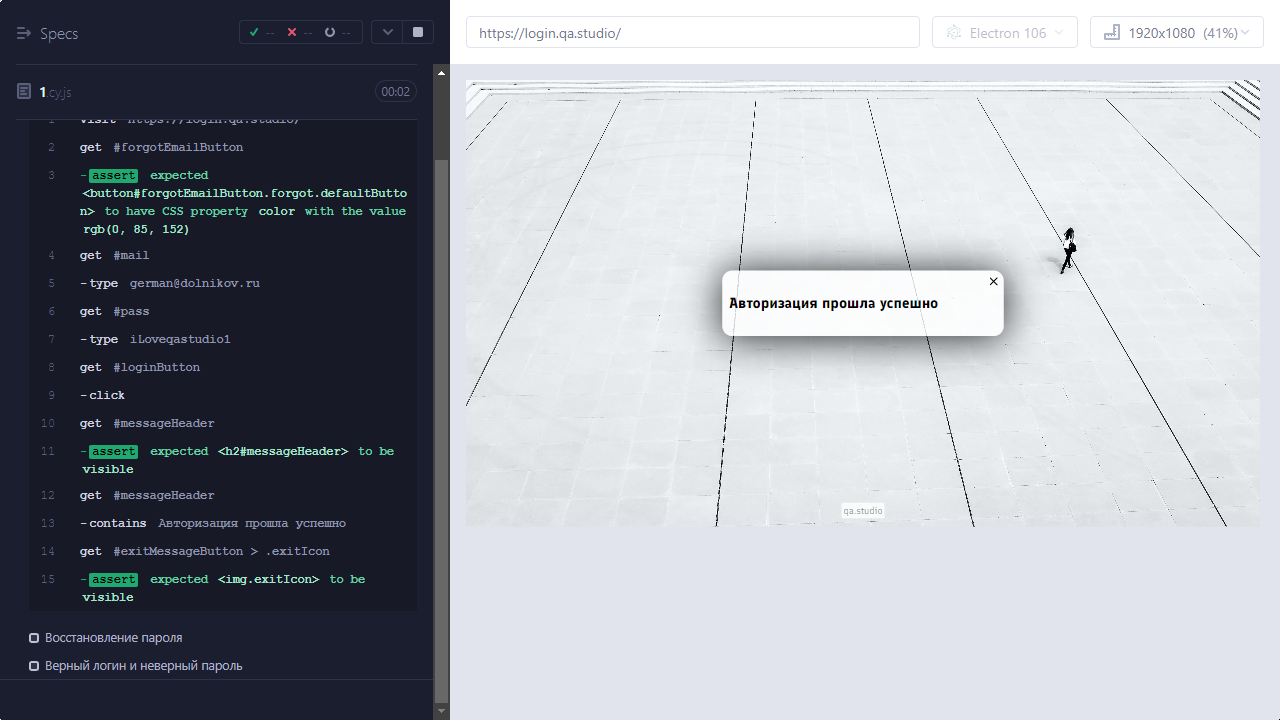 Specs
--
--
--
https://login.qa.studio/
Electron 106
1920x1080 (41%)
1.cy.js
00:02
1 visit https://login.qa.studio/
2 get #forgotEmailButton
3 -assert expected
<button#forgotEmailButton.forgot.defaultButto
n> to have CSS property color with the value
rgb(0, 85, 152)
4 get #mail
5 -type german@dolnikov.ru
6 get #pass
7 -type iLoveqastudio1
8 get #loginButton
9 -click
10 get #messageHeader
11 -assert expected <h2#messageHeader> to be
visible
12 get #messageHeader
13 -contains Авторизация прошла успешно
14 get #exitMessageButton > .exitIcon
15 -assert expected <img.exitIcon> to be
visible
Восстановление пароля
Верный логин и неверный пароль
Авторизация прошла успешно
qa.studio